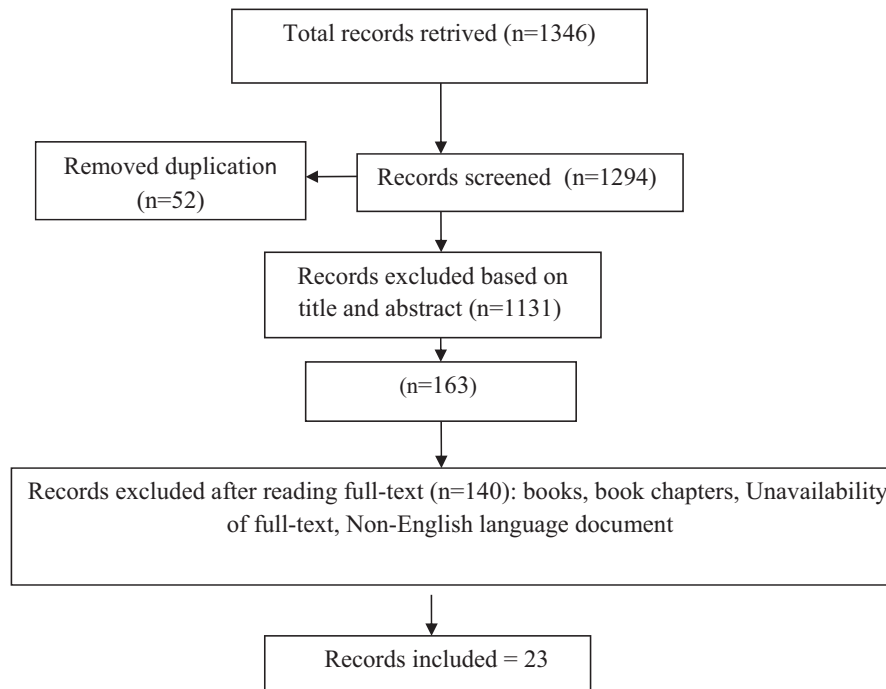 Total records retrived (n=1346)
Removed duplication
(n=52)
Records screened (n=1294)
Records excluded based on
title and abstract (n=1131)
(n=163)
Records excluded after reading full-text (n=140): books, book chapters, Unavailability
of full-text, Non-English language document
Records included = 23